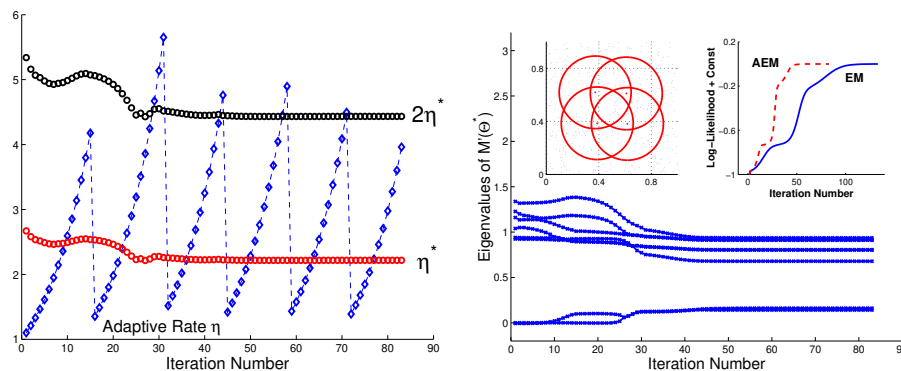 6
5
4
3
2
1
0 10 20 30 40 50 60 70 80 90
2η*
η*
Adaptive Rate η
Iteration Number
Eigenvalues of M'(Θ*)
3
2.5
2
1.5
1
0.5
0
0 10 20 30 40 50 60 70 80 90
Iteration Number
0.8
0.4
0
0 0.4 0.8
Log−Likelihood + Const
−0.2
−0.6
−1
0 50 100
Iteration Number
AEM
EM